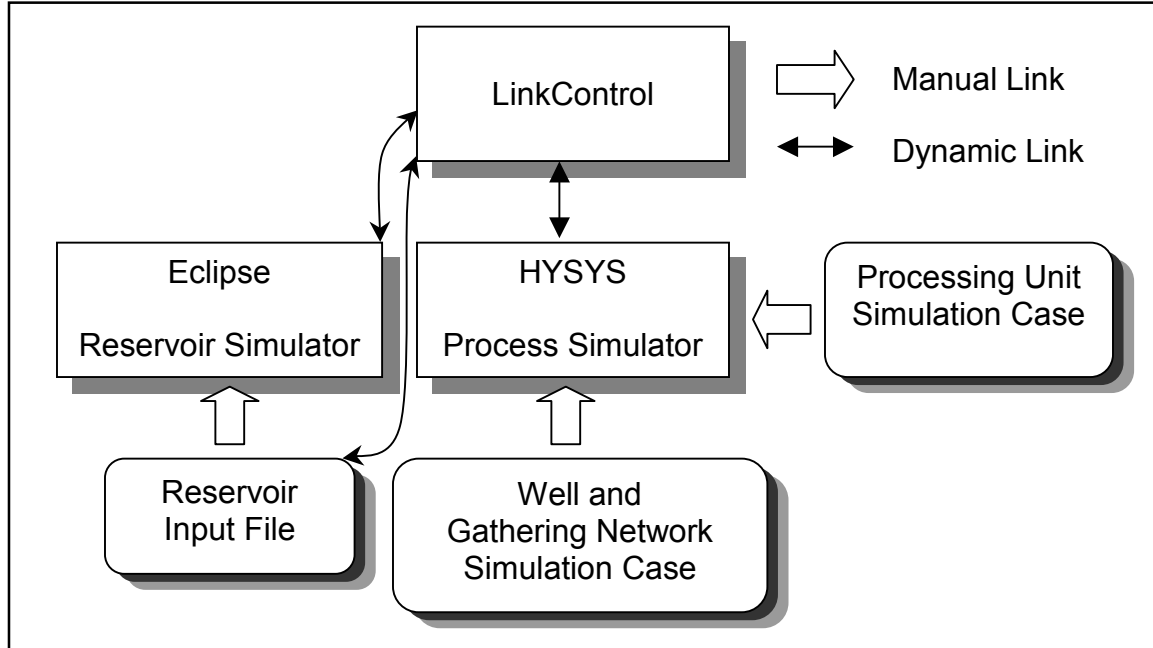 LinkControl
Manual Link
Dynamic Link
Eclipse
Reservoir Simulator
HYSYS
Process Simulator
Processing Unit
Simulation Case
Reservoir
Input File
Well and
Gathering Network
Simulation Case